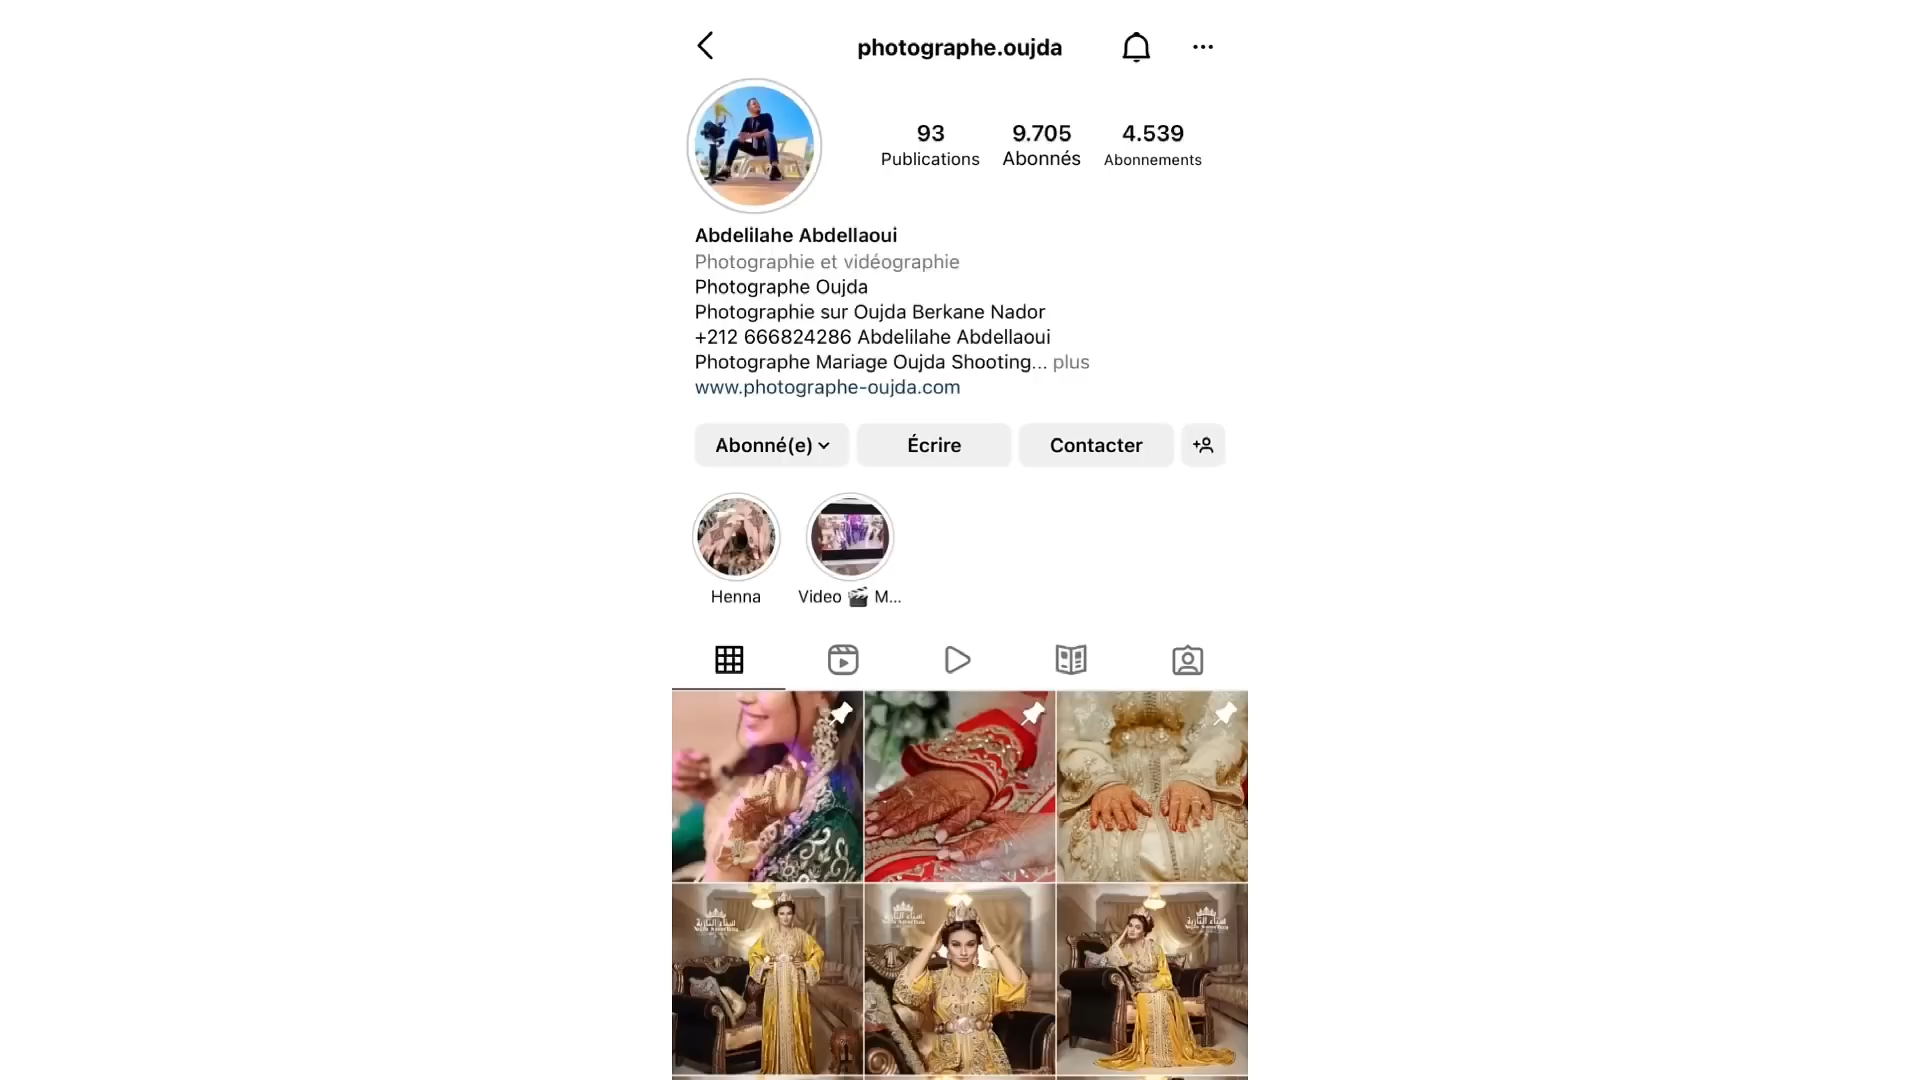 photographe.oujda
93
Publications
9.705
Abonnés
4.539
Abonnements
Abdelilahe Abdellaoui
Photographie et vidéographie
Photographe Oujda
Photographie sur Oujda Berkane Nador
+212 666824286 Abdelilahe Abdellaoui
Photographe Mariage Oujda Shooting... plus
www.photographe-oujda.com
Abonné(e)
Écrire
Contacter
Henna
Video 🎬 M...